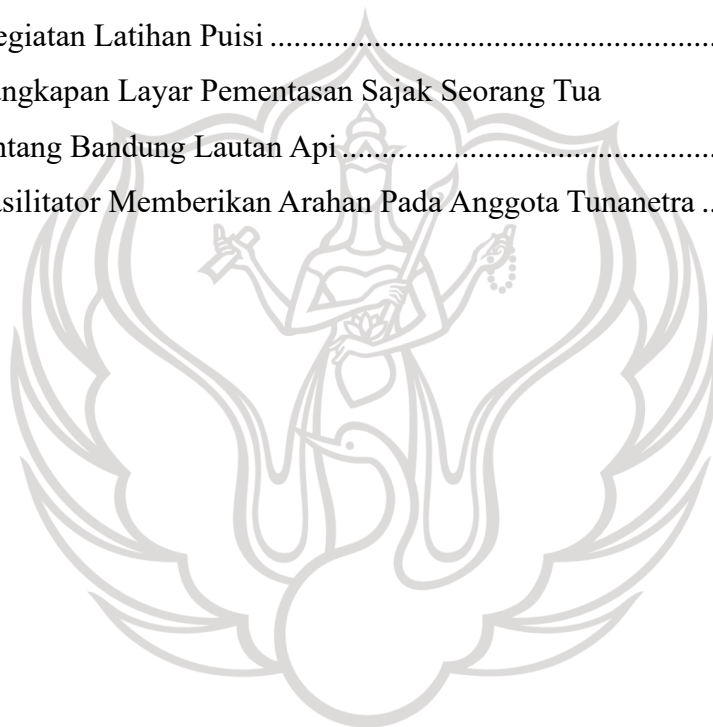 egiatan Latihan Puisi ........................................................
ngkapan Layar Pementasan Sajak Seorang Tua
ntang Bandung Lautan Api ...............................................
silitator Memberikan Arahan Pada Anggota Tunanetra ..